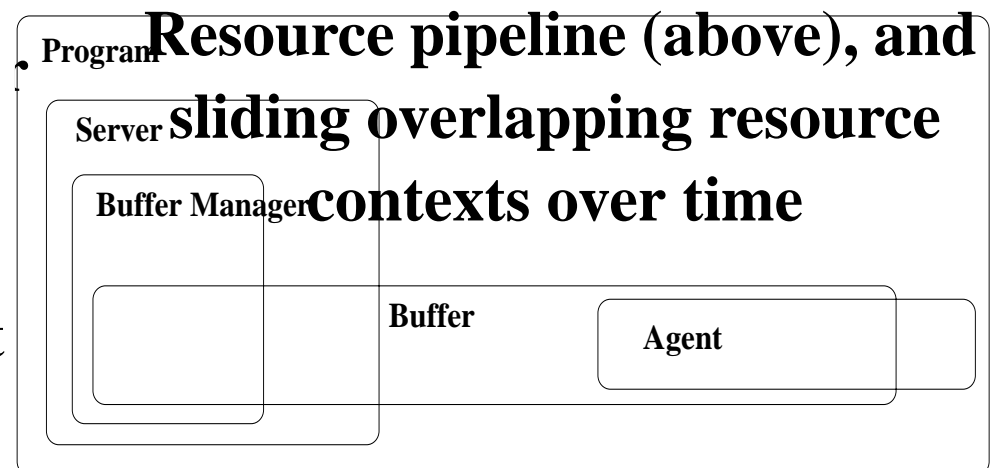 Resource pipeline (above), and
sliding overlapping resource
contexts over time
Program
Server
Buffer Manager
Buffer
Agent